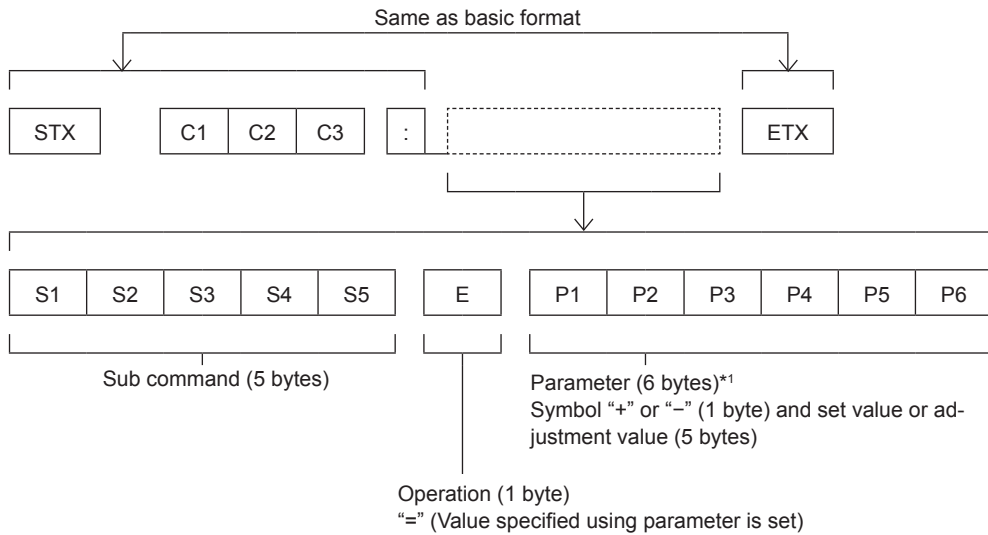 Same as basic format
STX C1 C2 C3 : ETX
S1 S2 S3 S4 S5 E P1 P2 P3 P4 P5 P6
Sub command (5 bytes)
Parameter (6 bytes)*1
Symbol “+” or “−” (1 byte) and set value or ad-
justment value (5 bytes)
Operation (1 byte)
“=” (Value specified using parameter is set)